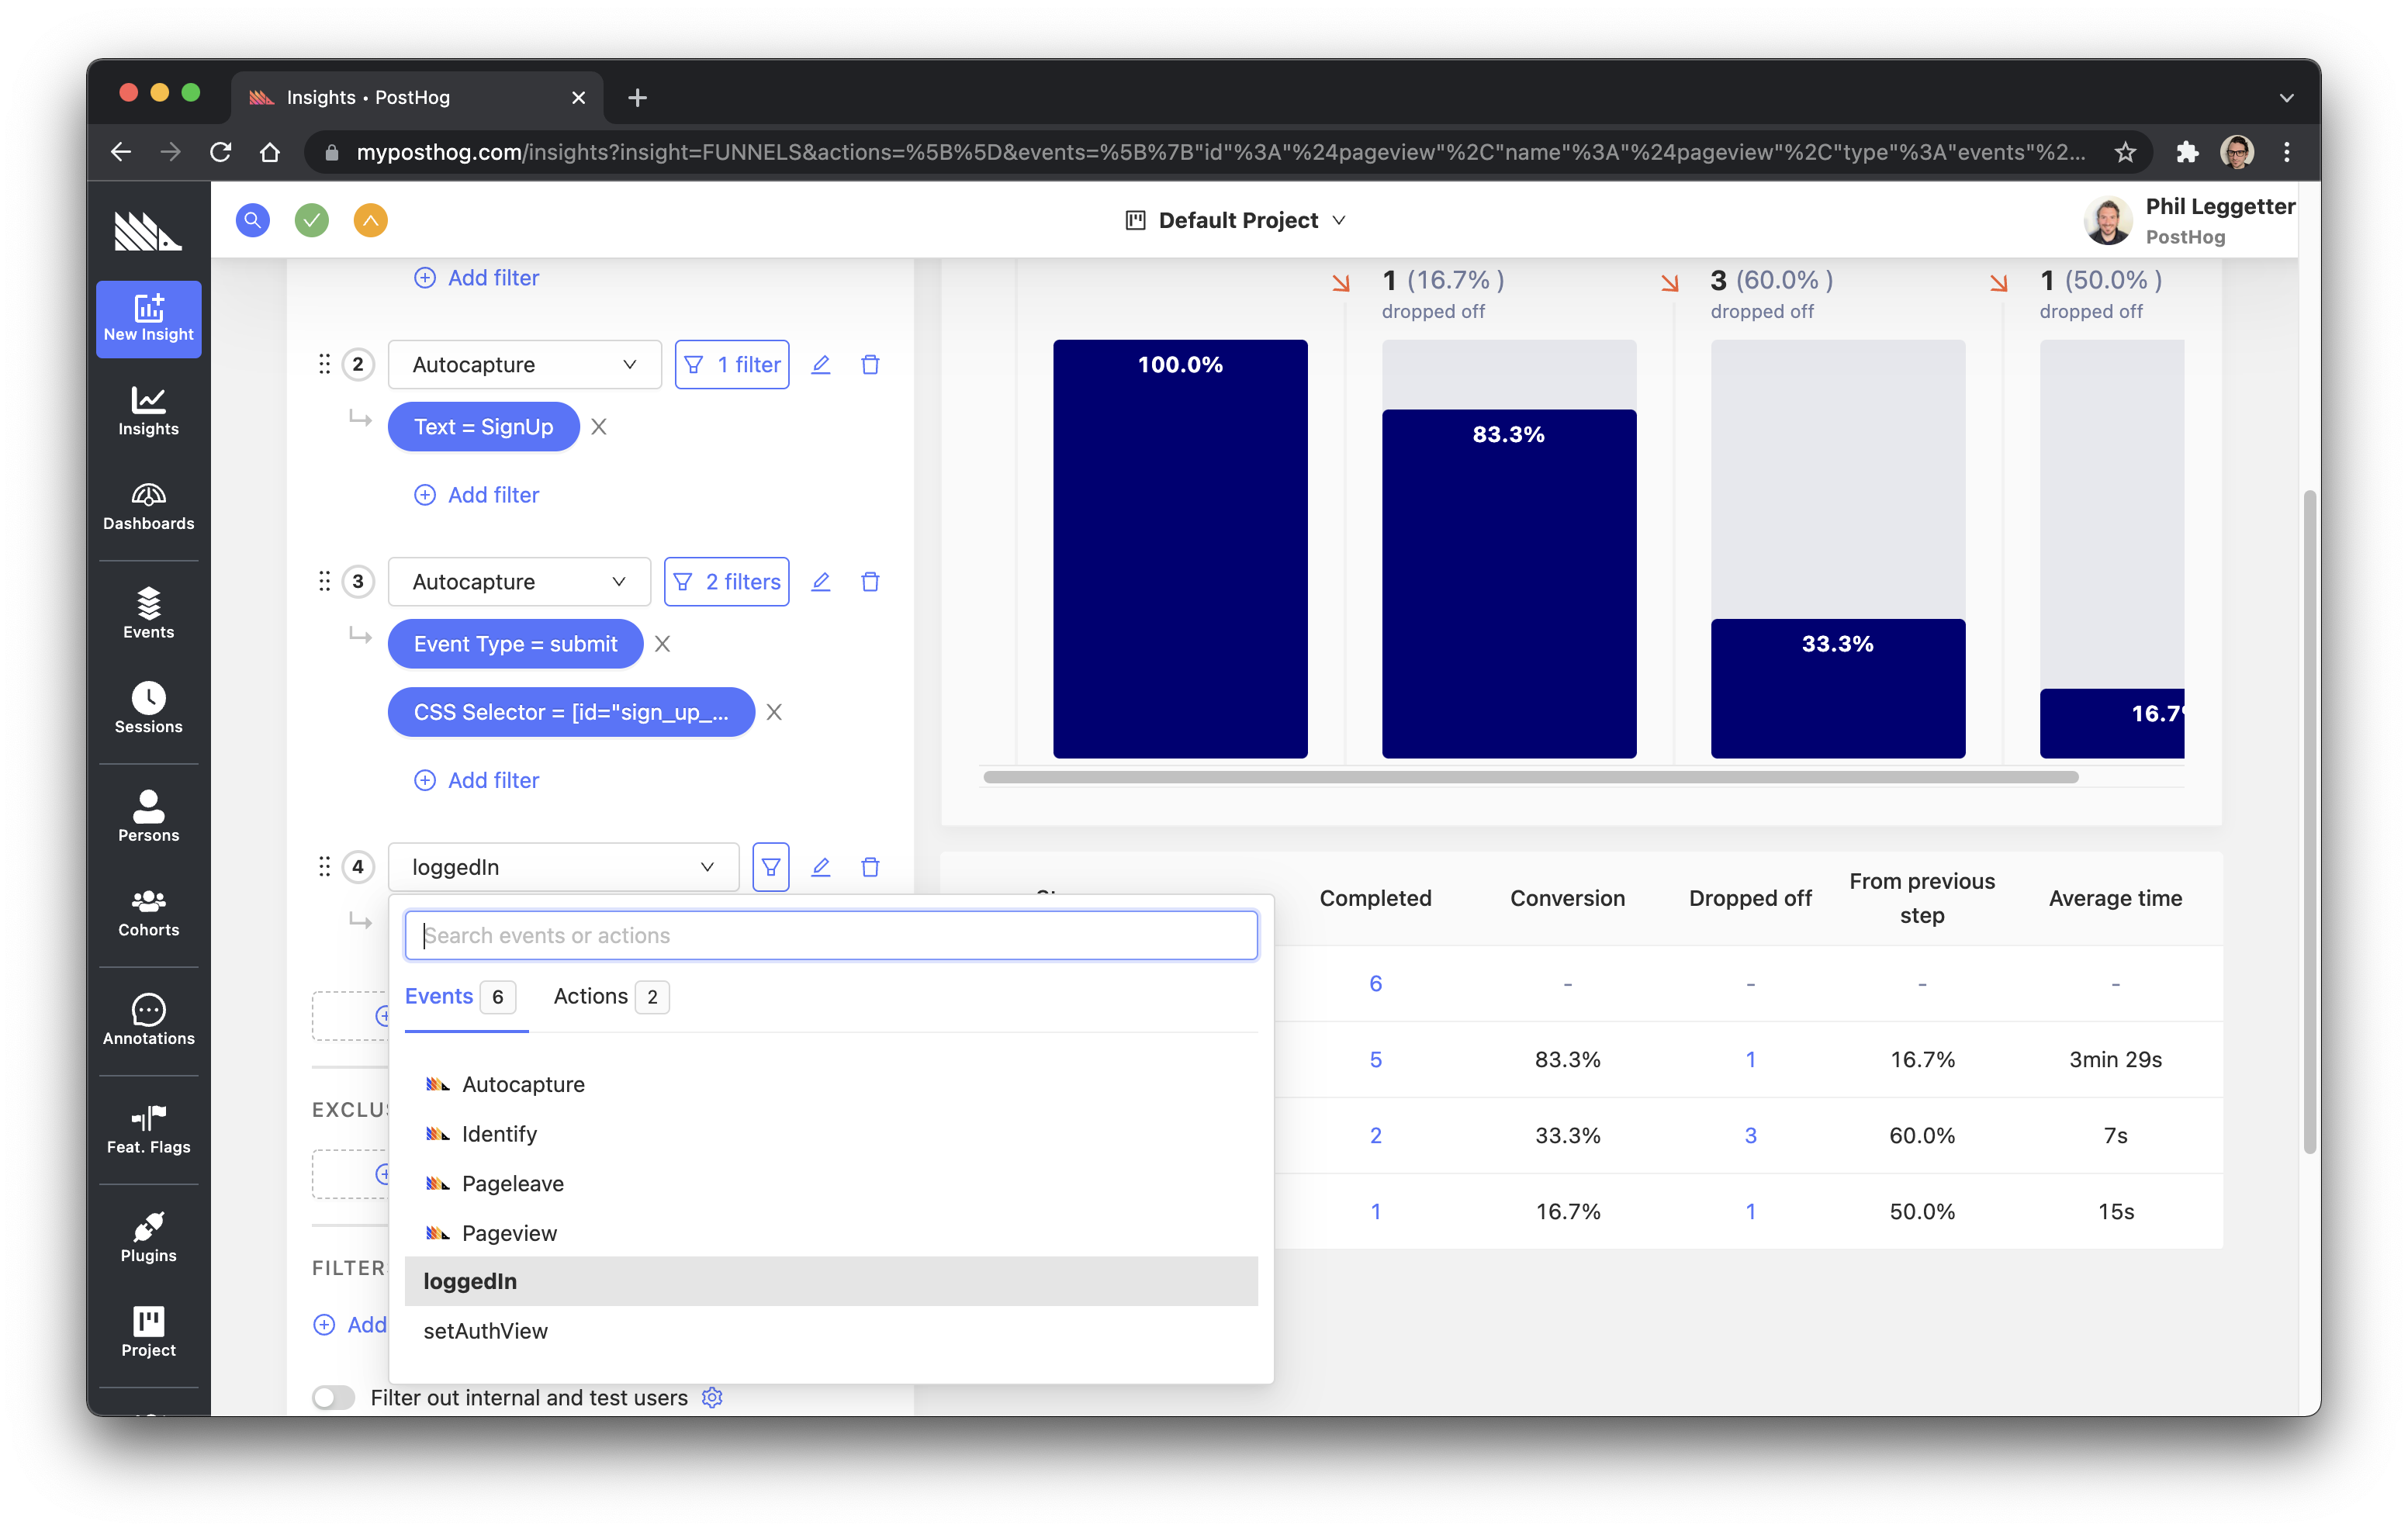 Insights • PostHog
myposthog.com/insights?insight=FUNNELS&actions=%5B%5D&events=%5B%7B"id"%3A"%24pageview"%2C"name"%3A"%24pageview"%2C"type"%3A"events"%2...
Default Project
Phil Leggetter
PostHog
New Insight
Insights
Dashboards
Events
Sessions
Persons
Cohorts
Annotations
Feat. Flags
Plugins
Project
Add filter
2 Autocapture 1 filter
Text = SignUp X
Add filter
3 Autocapture 2 filters
Event Type = submit X
CSS Selector = [id="sign_up_... X
Add filter
4 loggedIn
Search events or actions
Events 6 Actions 2
Autocapture
Identify
Pageleave
Pageview
loggedIn
setAuthView
Add
Filter out internal and test users
1 (16.7% )
dropped off
3 (60.0% )
dropped off
1 (50.0% )
dropped off
100.0%
83.3%
33.3%
Completed Conversion Dropped off From previous step Average time
6 - - - -
5 83.3% 1 16.7% 3min 29s
2 33.3% 3 60.0% 7s
1 16.7% 1 50.0% 15s